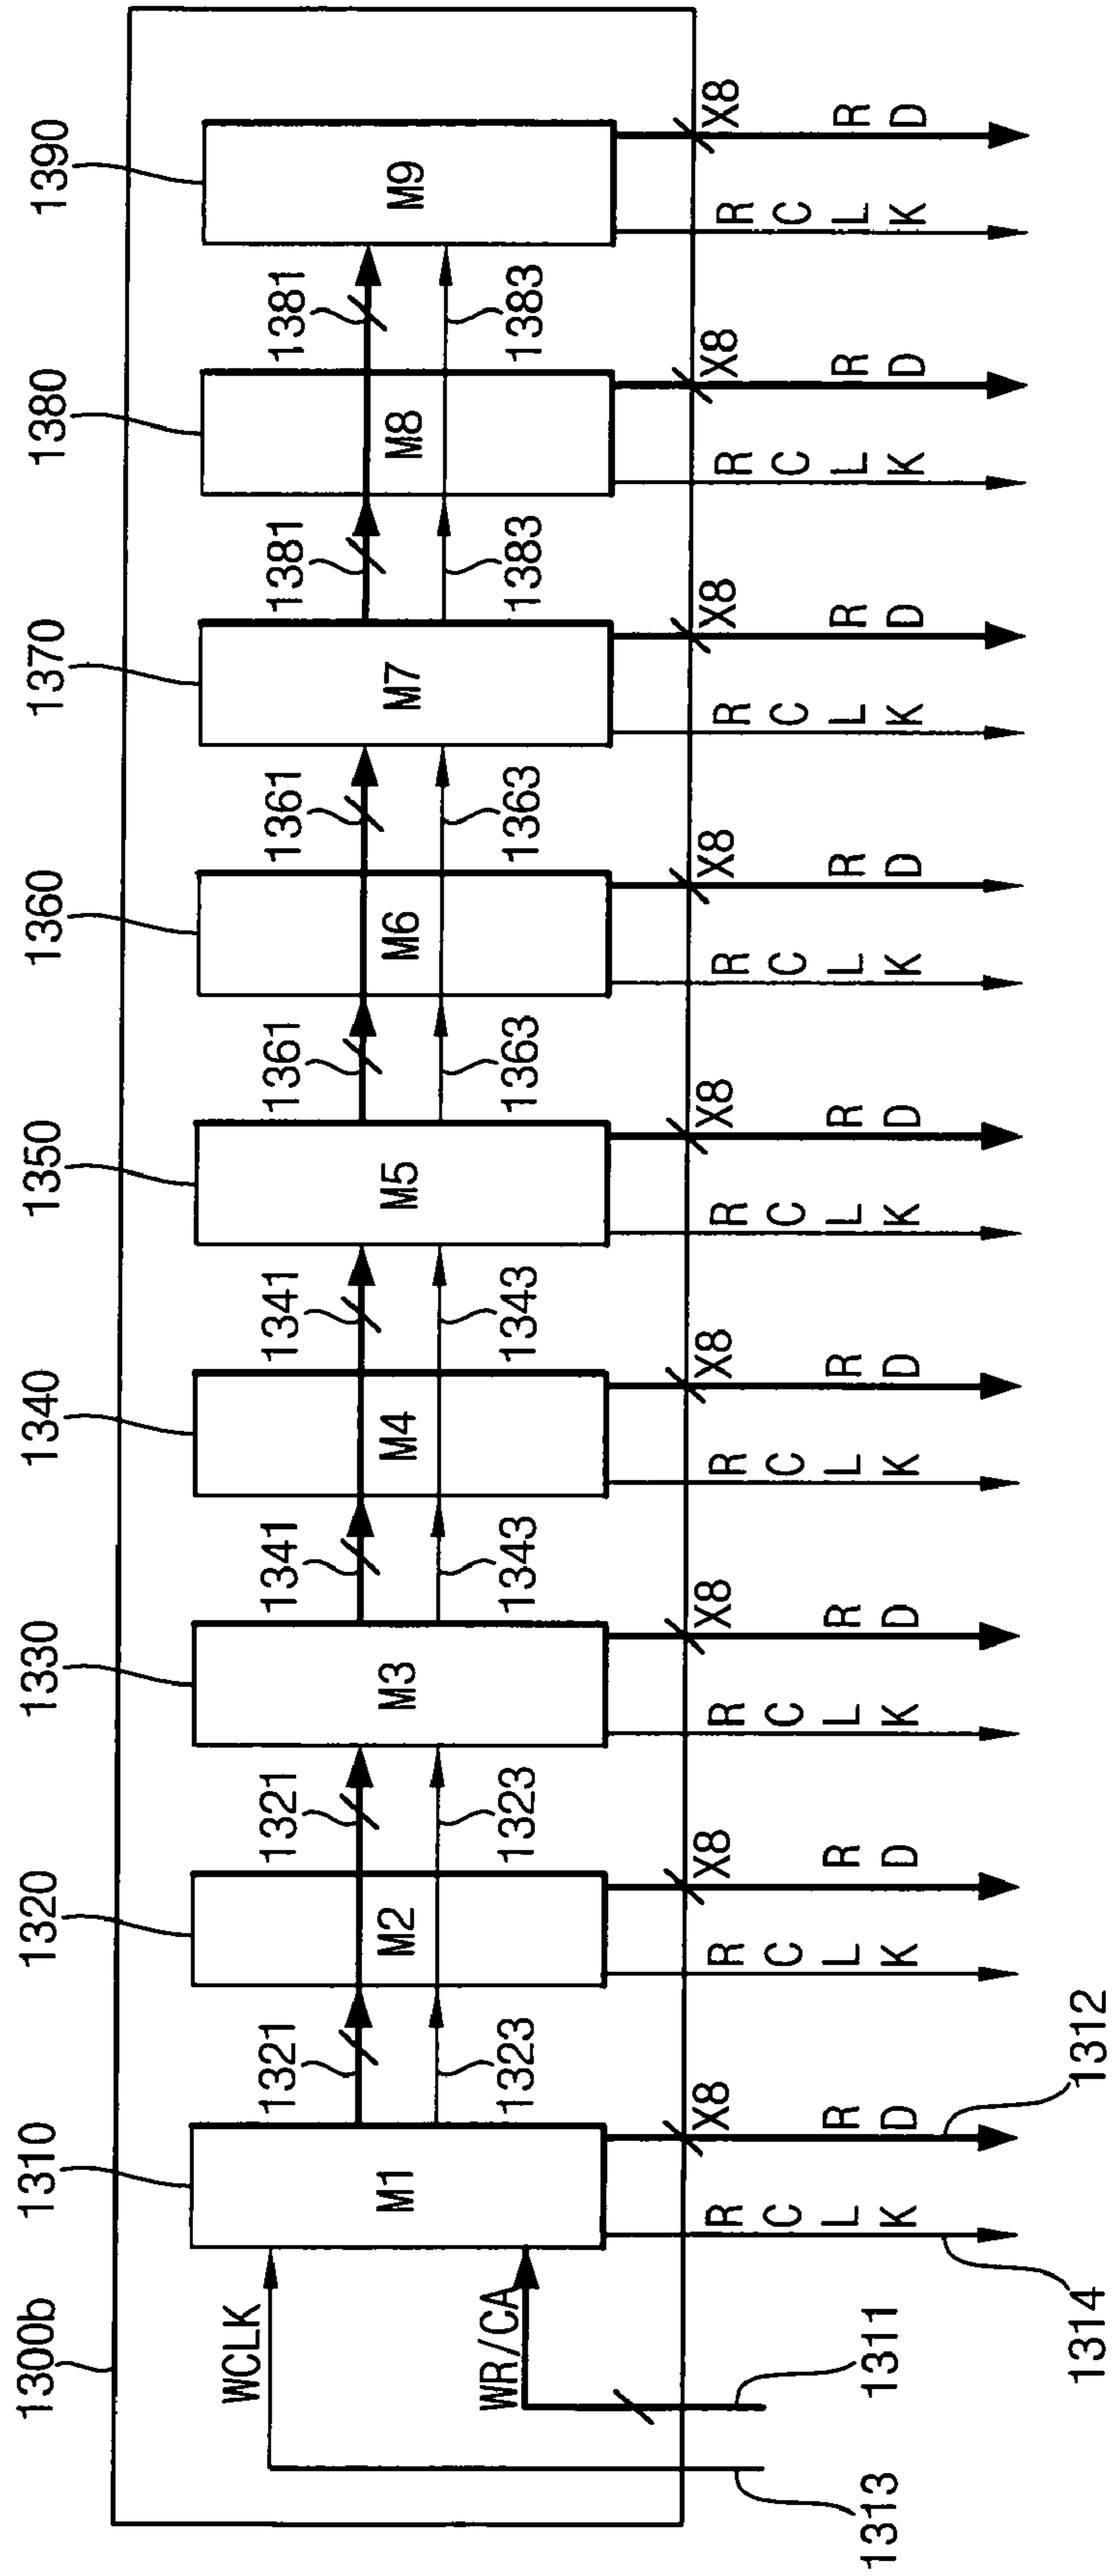 1300b
1310
1320
1330
1340
1350
1360
1370
1380
1390
WCLK
WR/CA
M1
1321
1323
M2
1321
1323
M3
1341
1343
M4
1341
1343
M5
1361
1363
M6
1361
1363
M7
1381
1383
M8
1381
1383
M9
RCLK
X8
RD
RCLK
X8
RD
RCLK
X8
RD
RCLK
X8
RD
RCLK
X8
RD
RCLK
X8
RD
RCLK
X8
RD
RCLK
X8
RD
RCLK
X8
RD
1313
1311
1314
1312